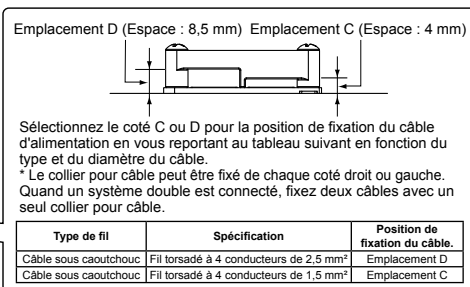 Emplacement D (Espace : 8,5 mm) Emplacement C (Espace : 4 mm)
Sélectionnez le coté C ou D pour la position de fixation du câble
d'alimentation en vous reportant au tableau suivant en fonction du
type et du diamètre du câble.
* Le collier pour câble peut être fixé de chaque coté droit ou gauche.
Quand un système double est connecté, fixez deux câbles avec un
seul collier pour câble.
Type de fil Spécification Position de fixation du câble.
Câble sous caoutchouc Fil torsadé à 4 conducteurs de 2,5 mm² Emplacement D
Câble sous caoutchouc Fil torsadé à 4 conducteurs de 1,5 mm² Emplacement C